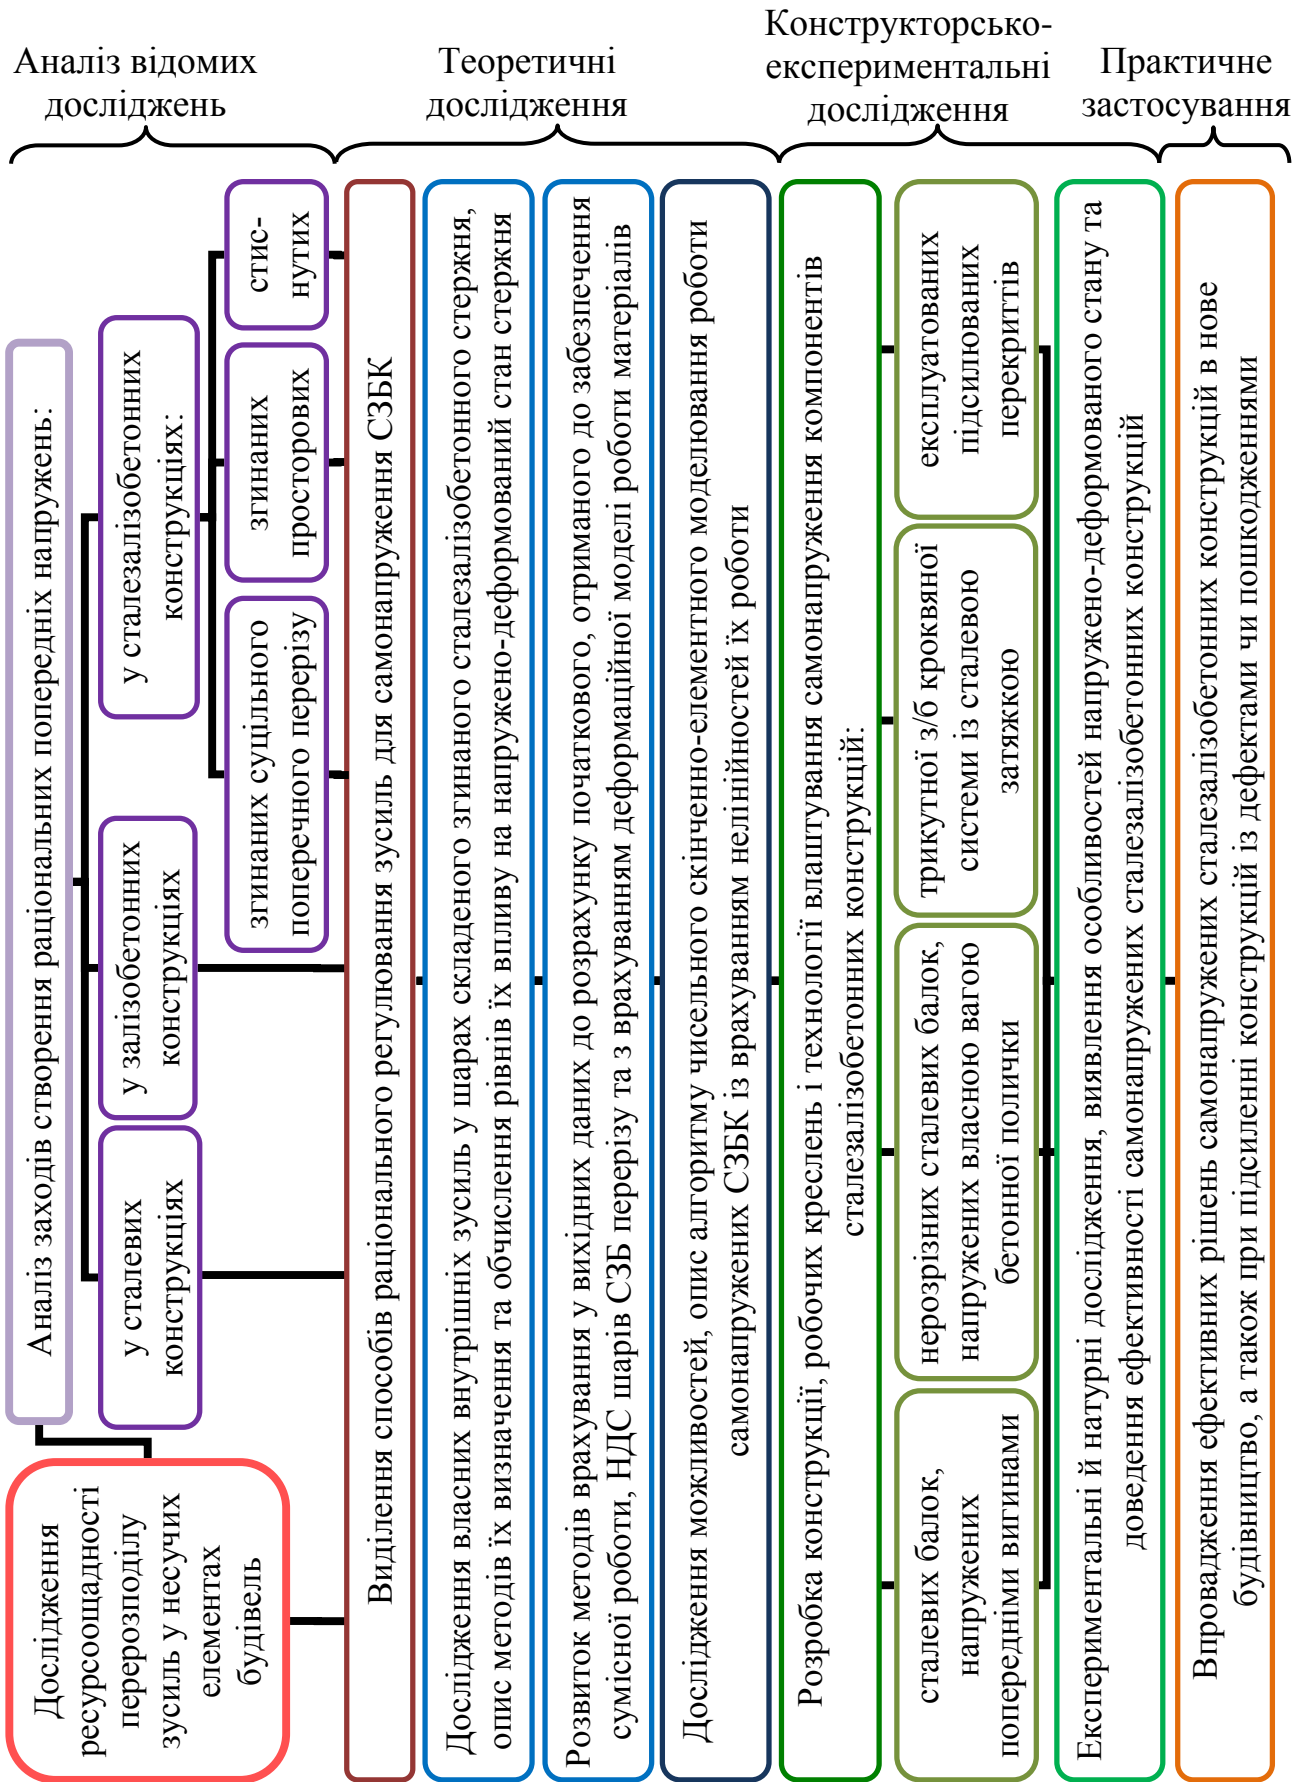 Аналіз відомих
досліджень
Теоретичні
дослідження
Конструкторсько-
експериментальні
дослідження
Практичне
застосування
Дослідження
ресурсоощадності
перерозподілу
зусиль у несучих
елементах
будівель
Аналіз заходів створення раціональних попередніх напружень:
у сталевих
конструкціях
у залізобетонних
конструкціях
у сталезалізобетонних
конструкціях:
згинаних суцільного
поперечного перерізу
згинаних
просторових
стис-
нутих
Виділення способів раціонального регулювання зусиль для самонапруження СЗБК
Дослідження власних внутрішніх зусиль у шарах складеного згинаного сталезалізобетонного стержня,
опис методів їх визначення та обчислення рівнів їх впливу на напружено-деформований стан стержня
Розвиток методів врахування у вихідних даних до розрахунку початкового, отриманого до забезпечення
сумісної роботи, НДС шарів СЗБ перерізу та з врахуванням деформаційної моделі роботи матеріалів
Дослідження можливостей, опис алгоритму чисельного скінченно-елементного моделювання роботи
самонапружених СЗБК із врахуванням нелінійностей їх роботи
Розробка конструкції, робочих креслень і технології влаштування самонапруження компонентів
сталезалізобетонних конструкцій:
сталевих балок,
напружених
попередніми вигинами
нерозрізних сталевих балок,
напружених власною вагою
бетонної полички
трикутної з/б кроквяної
системи із сталевою
затяжкою
експлуатованих
підсилюваних
перекриттів
Експериментальні й натурні дослідження, виявлення особливостей напружено-деформованого стану та
доведення ефективності самонапружених сталезалізобетонних конструкцій
Впровадження ефективних рішень самонапружених сталезалізобетонних конструкцій в нове
будівництво, а також при підсиленні конструкцій із дефектами чи пошкодженнями